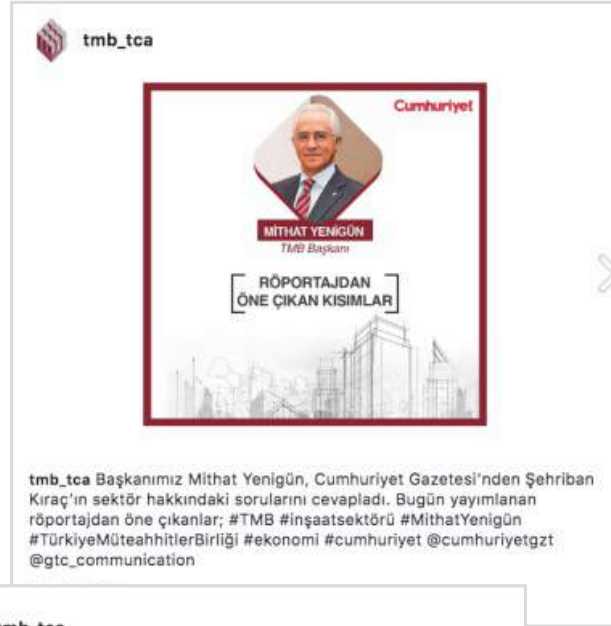 tmb_tca
Cumhuriyet
MİTHAT YENİGÜN
TMB Başkanı
RÖPORTAJDAN
ÖNE ÇIKAN KISIMLAR
tmb_tca Başkanımız Mithat Yenigün, Cumhuriyet Gazetesi'nden Şehriban
Kıraç'ın sektör hakkındaki sorularını cevapladı. Bugün yayımlanan
röportajdan öne çıkanlar; #TMB #inşaatsektörü #MithatYenigün
#TürkiyeMüteahhitlerBirliği #ekonomi #cumhuriyet @cumhuriyetgzt
@gtc_communication